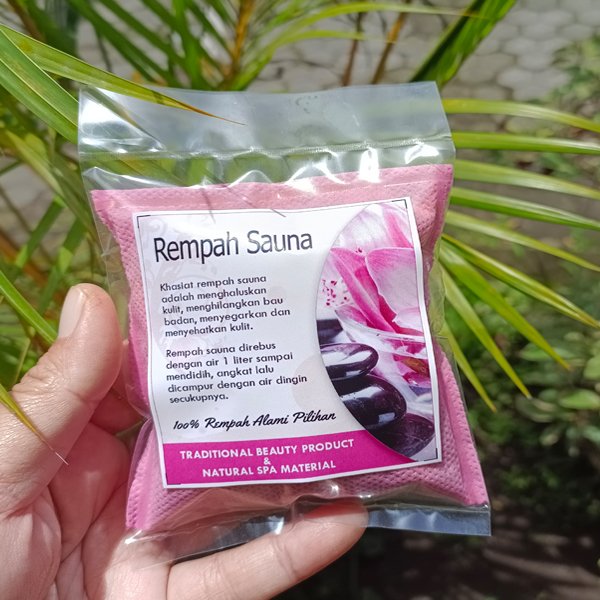 Rempah Sauna
Khasiat rempah sauna
adalah menghaluskan
kulit, menghilangkan bau
badan, menyegarkan dan
menyehatkan kulit.
Rempah sauna direbus
dengan air 1 liter sampai
mendidih, angkat lalu
dicampur dengan air dingin
secukupnya.
100% Rempah Alami Pilihan
TRADITIONAL BEAUTY PRODUCT
&
NATURAL SPA MATERIAL